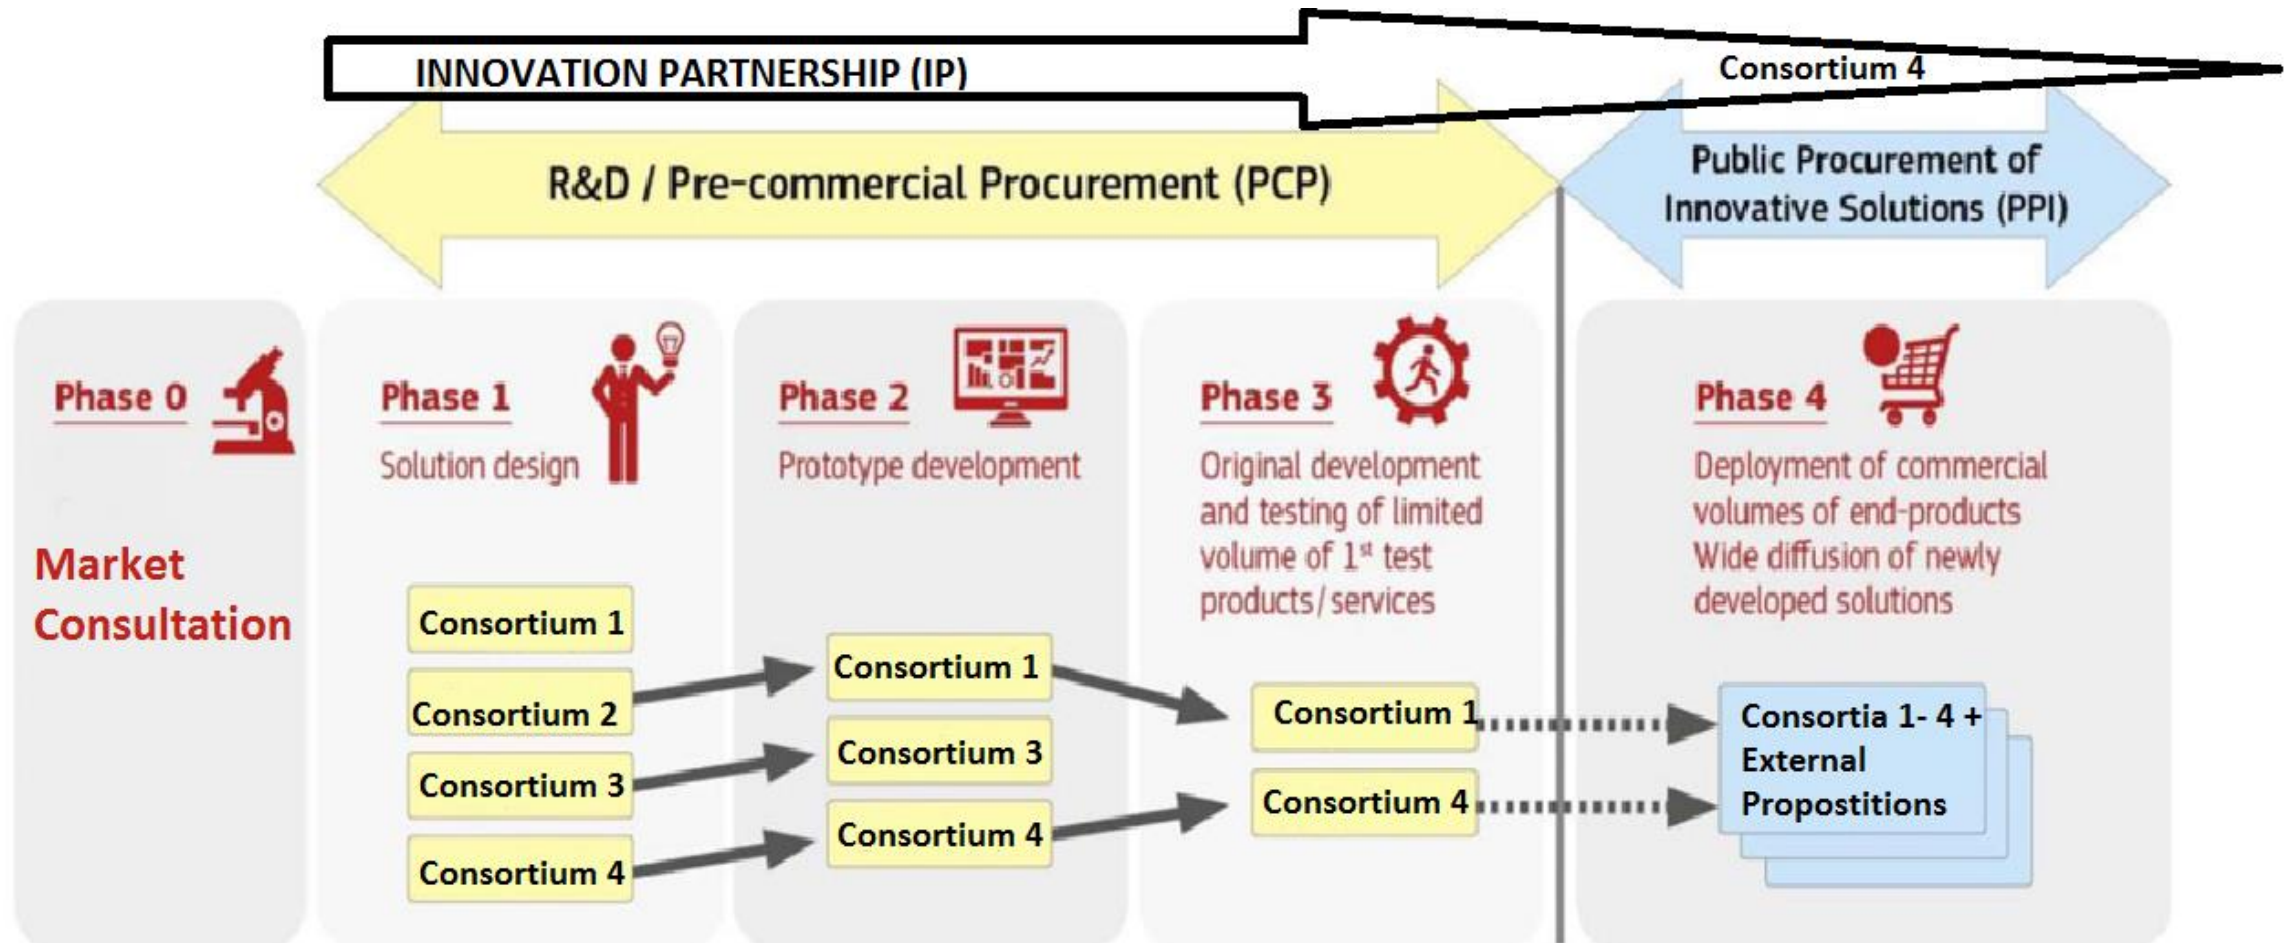 INNOVATION PARTNERSHIP (IP)
Consortium 4
R&D / Pre-commercial Procurement (PCP)
Public Procurement of
Innovative Solutions (PPI)
Phase 0
Market
Consultation
Phase 1
Solution design
Consortium 1
Consortium 2
Consortium 3
Consortium 4
Phase 2
Prototype development
Consortium 1
Consortium 3
Consortium 4
Phase 3
Original development
and testing of limited
volume of 1st test
products/services
Consortium 1
Consortium 4
Phase 4
Deployment of commercial
volumes of end-products
Wide diffusion of newly
developed solutions
Consortia 1- 4 +
External
Propostitions